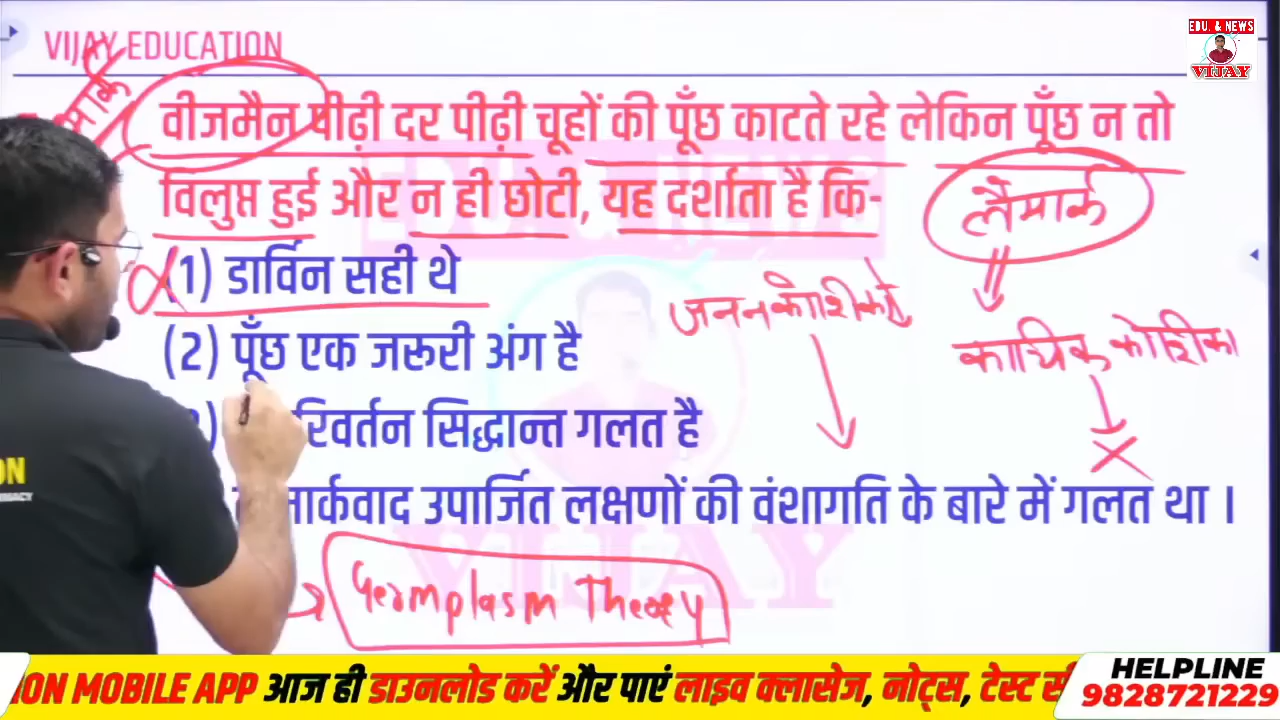 VIJAY EDUCATION
EDU. & NEWS
VIJAY
वीजमैन पीढ़ी दर पीढ़ी चूहों की पूँछ काटते रहे लेकिन पूँछ न तो
विलुप्त हुई और न ही छोटी, यह दर्शाता है कि-
लैमार्क
(1) डार्विन सही थे
जननकोशिकाएं
(2) पूँछ एक जरूरी अंग है
कायिक कोशिका
रिवर्तन सिद्धान्त गलत है
मार्कवाद उपार्जित लक्षणों की वंशागति के बारे में गलत था ।
Germplasm Theory
ON
ION MOBILE APP आज ही डाउनलोड करें और पाएं लाइव क्लासेज, नोट्स, टेस्ट
HELPLINE
9828721229